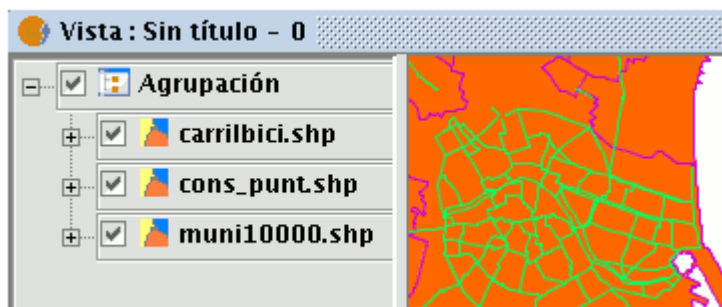 Vista : Sin título - 0
Agrupación
carrilbici.shp
cons_punt.shp
muni10000.shp